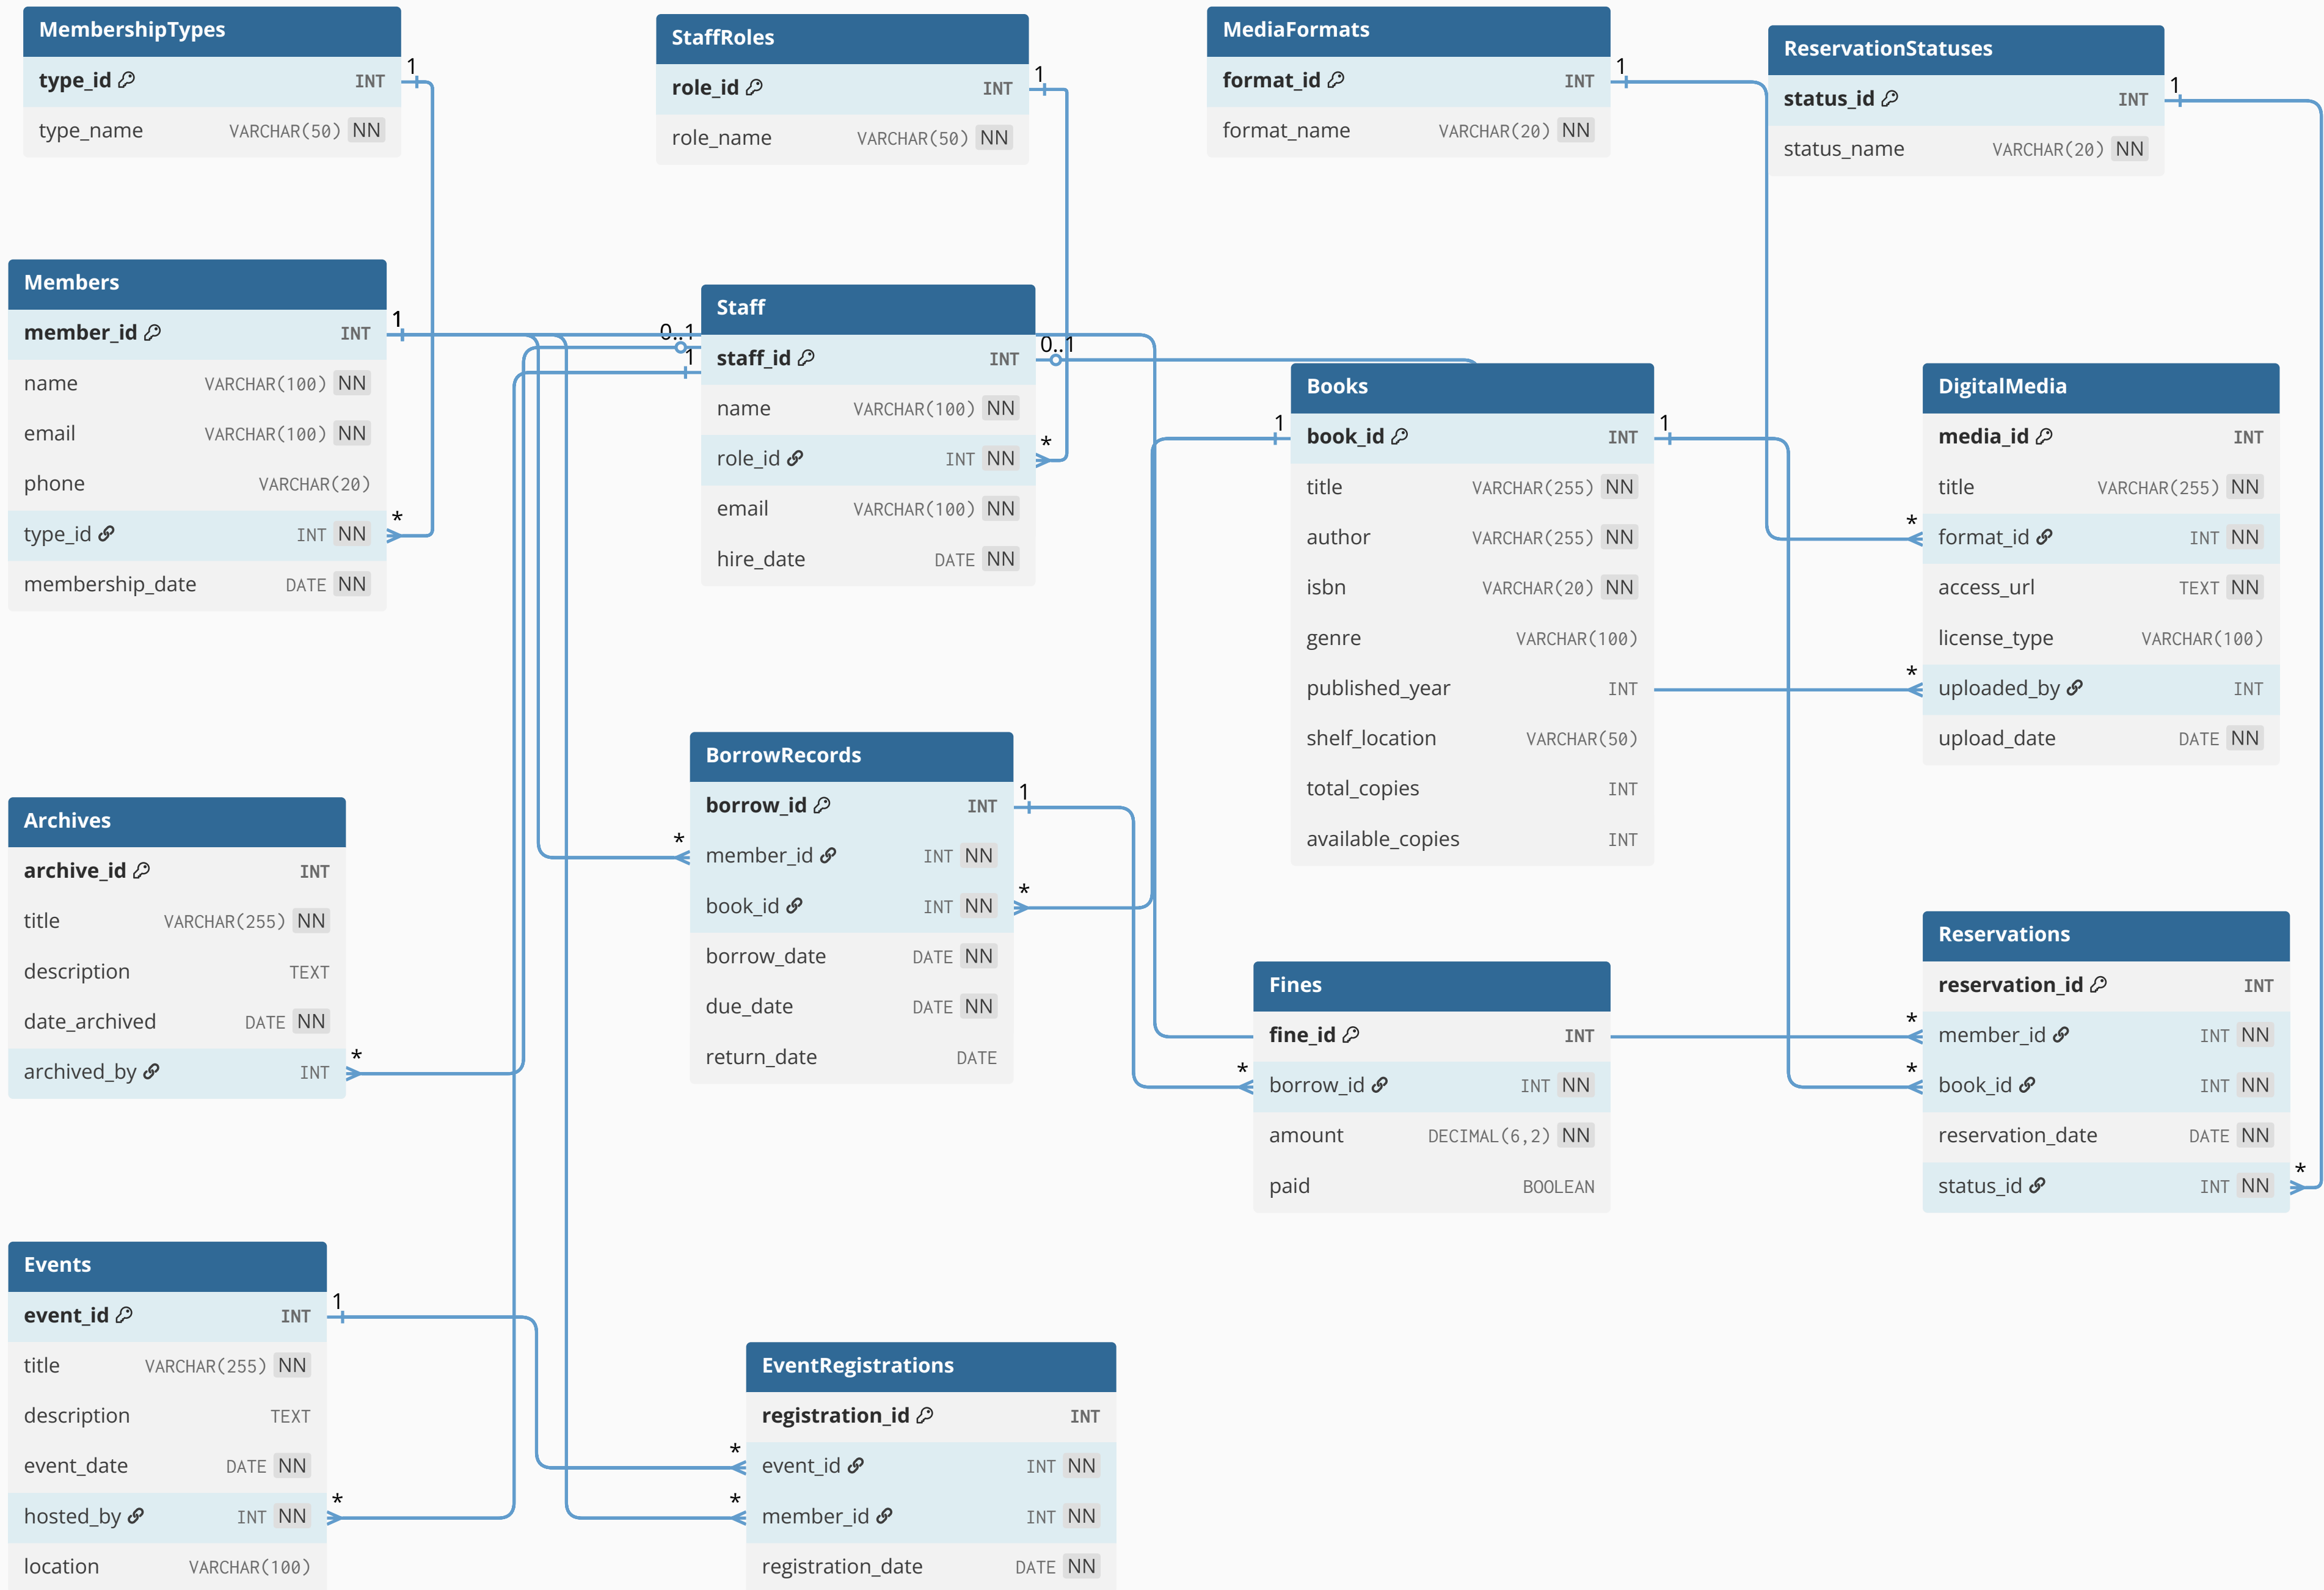 MembershipTypes
type_id INT
type_name VARCHAR(50) NN
StaffRoles
role_id INT
role_name VARCHAR(50) NN
MediaFormats
format_id INT
format_name VARCHAR(20) NN
ReservationStatuses
status_id INT
status_name VARCHAR(20) NN
1
1
1
1
Members
member_id INT
name VARCHAR(100) NN
email VARCHAR(100) NN
phone VARCHAR(20)
type_id INT NN
membership_date DATE NN
1
*
Staff
staff_id INT
name VARCHAR(100) NN
role_id INT NN
email VARCHAR(100) NN
hire_date DATE NN
0..1
1
0..1
*
Books
book_id INT
title VARCHAR(255) NN
author VARCHAR(255) NN
isbn VARCHAR(20) NN
genre VARCHAR(100)
published_year INT
shelf_location VARCHAR(50)
total_copies INT
available_copies INT
1
1
DigitalMedia
media_id INT
title VARCHAR(255) NN
format_id INT NN
access_url TEXT NN
license_type VARCHAR(100)
uploaded_by INT
upload_date DATE NN
*
*
BorrowRecords
borrow_id INT
member_id INT NN
book_id INT NN
borrow_date DATE NN
due_date DATE NN
return_date DATE
1
*
*
Archives
archive_id INT
title VARCHAR(255) NN
description TEXT
date_archived DATE NN
archived_by INT
*
Fines
fine_id INT
borrow_id INT NN
amount DECIMAL(6,2) NN
paid BOOLEAN
*
Reservations
reservation_id INT
member_id INT NN
book_id INT NN
reservation_date DATE NN
status_id INT NN
*
*
*
Events
event_id INT
title VARCHAR(255) NN
description TEXT
event_date DATE NN
hosted_by INT NN
location VARCHAR(100)
1
*
EventRegistrations
registration_id INT
event_id INT NN
member_id INT NN
registration_date DATE NN
*
*